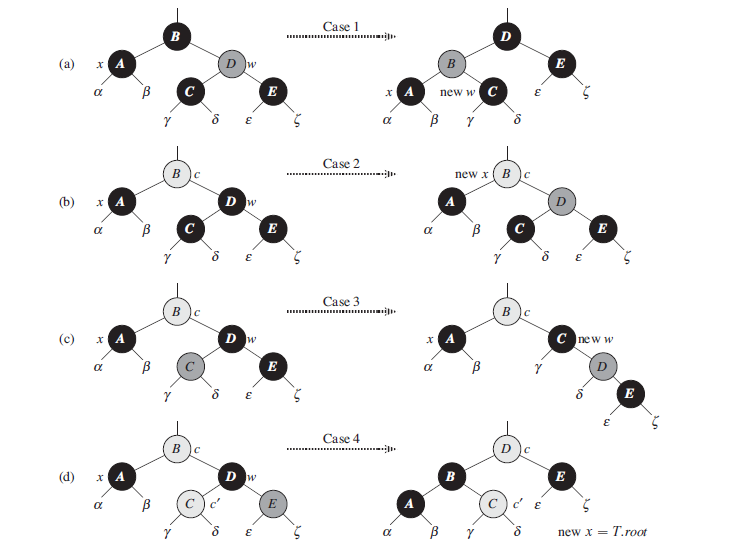 Case 1
B D
(a) x A D w B E
α β C E x A new w C ε ζ
γ δ ε ζ α β γ δ
Case 2
B c new x B c
(b) x A D w A D
α β C E α β C E
γ δ ε ζ γ δ ε ζ
Case 3
B c B c
(c) x A D w x A C new w
α β C E α β γ D
γ δ ε ζ δ E
ε ζ
Case 4
B c D c
(d) x A D w B E
α β C c′ E A C c′ ε ζ
γ δ ε ζ α β γ δ new x = T.root